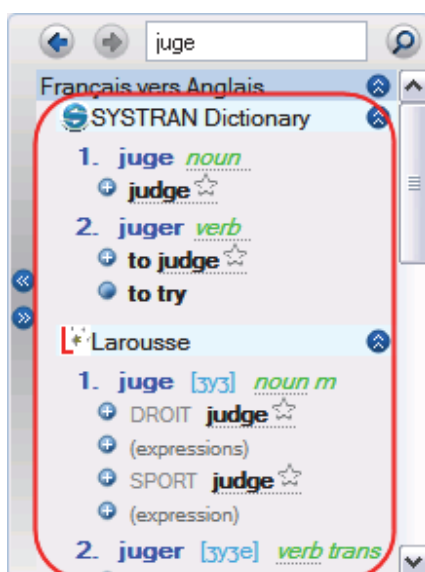 juge
Français vers Anglais
SYSTRAN Dictionary
1. juge noun
judge
2. juger verb
to judge
to try
Larousse
1. juge [ʒyʒ] noun m
DROIT judge
(expressions)
SPORT judge
(expression)
2. juger [ʒyʒe] verb trans